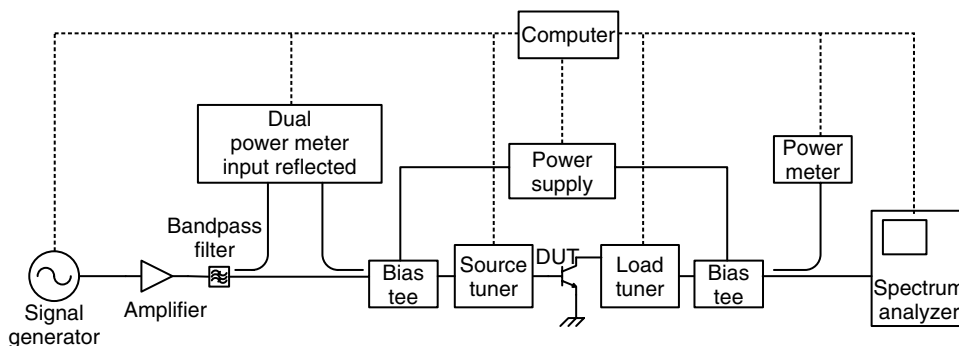 Computer
Dual
power meter
input reflected
Power
supply
Power
meter
Bandpass
filter
Signal
generator
Amplifier
Bias
tee
Source
tuner
DUT
Load
tuner
Bias
tee
Spectrum
analyzer